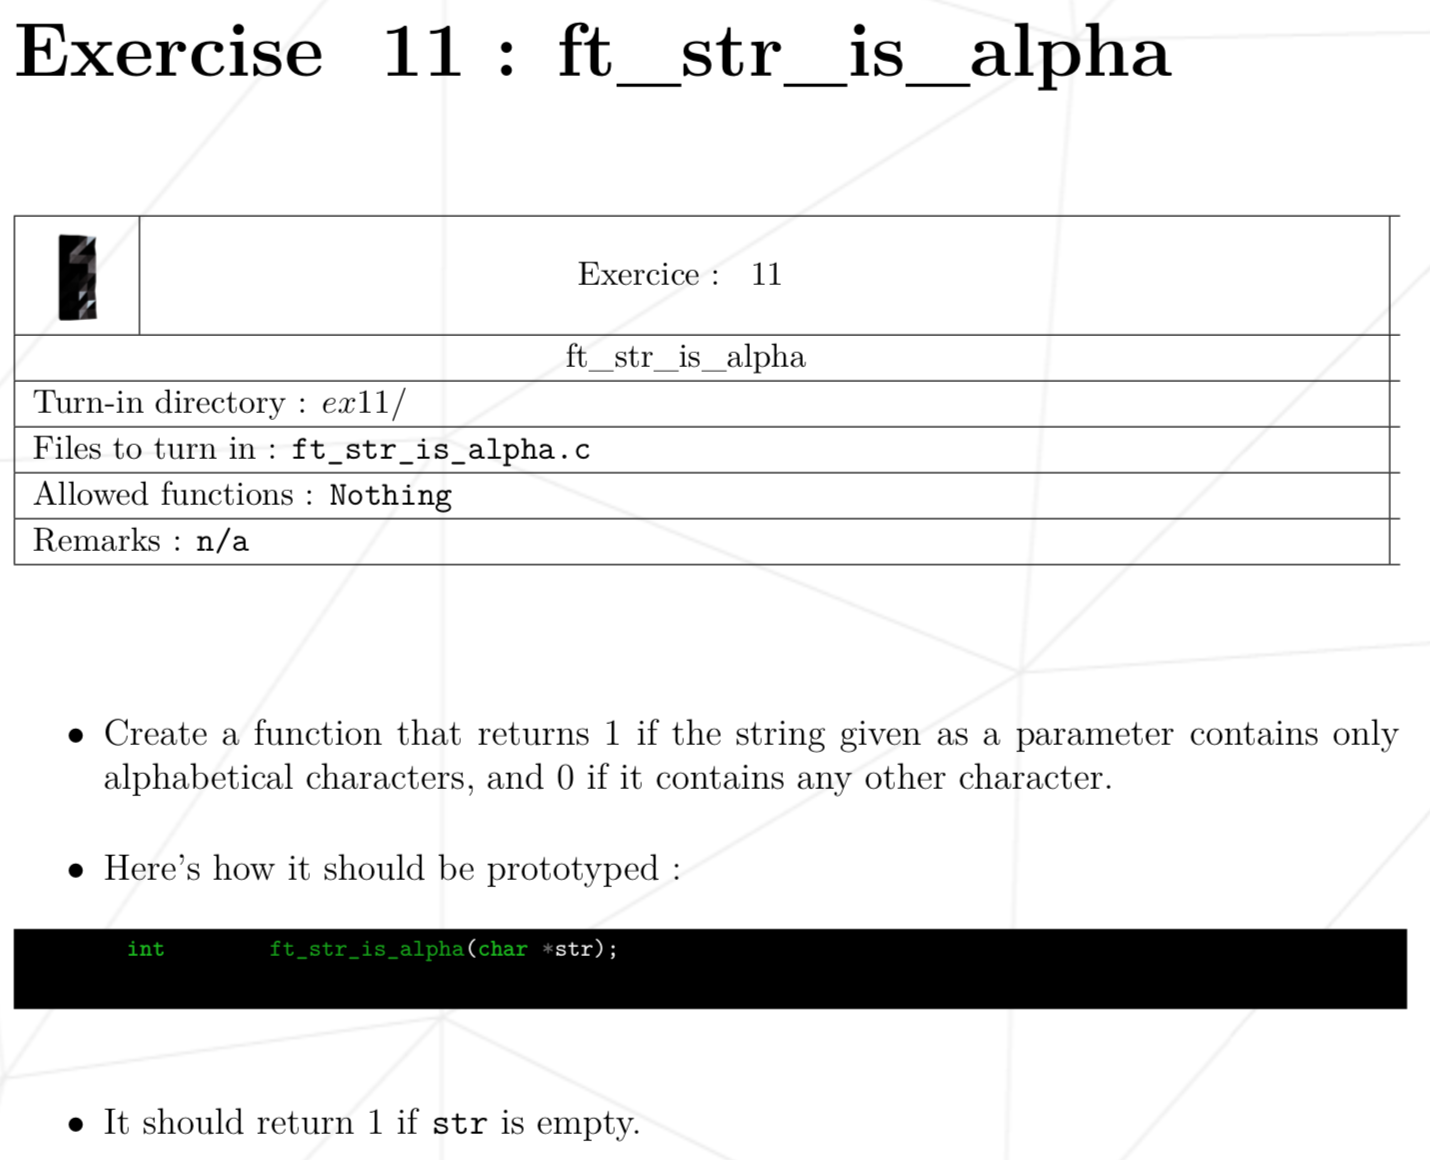 Exercise 11 : ft_str_is_alpha
Exercice : 11
ft_str_is_alpha
Turn-in directory : ex11/
Files to turn in : ft_str_is_alpha.c
Allowed functions : Nothing
Remarks : n/a
• Create a function that returns 1 if the string given as a parameter contains only
alphabetical characters, and 0 if it contains any other character.
• Here's how it should be prototyped :
int ft_str_is_alpha(char *str);
• It should return 1 if str is empty.